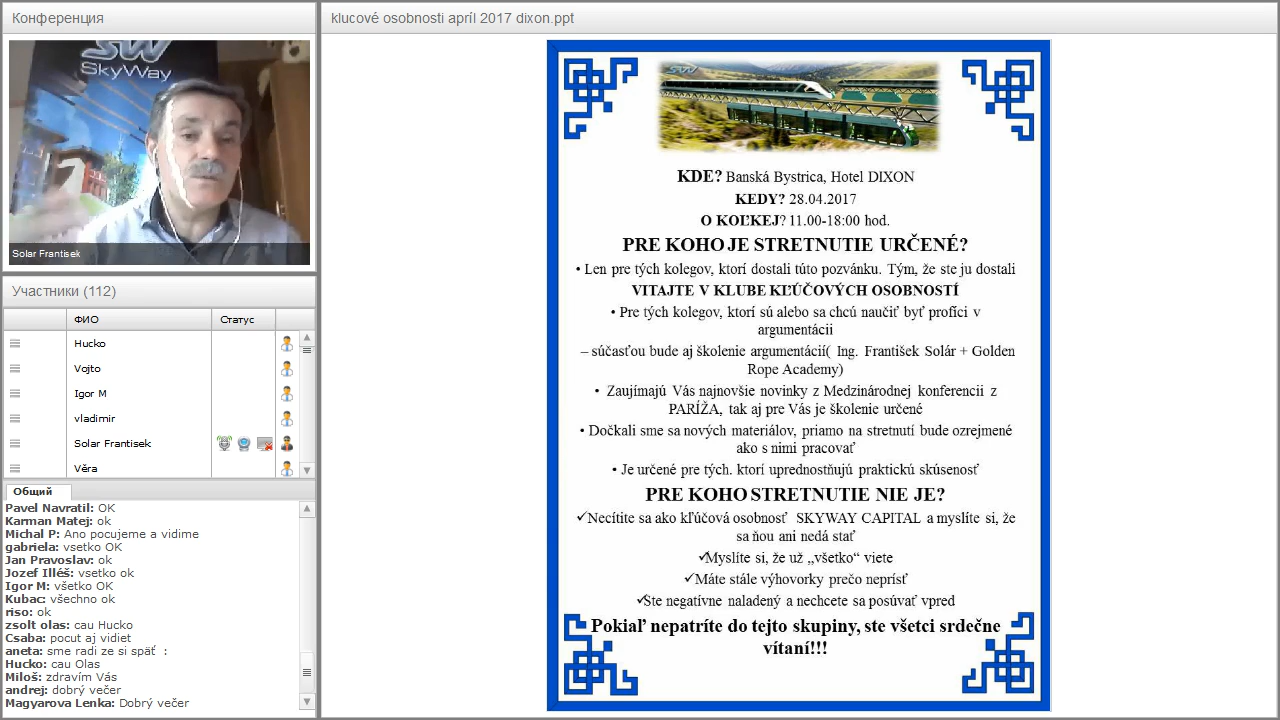 Конференция
SW
SkyWay
Solar Frantisek
Участники (112)
ФИО
Статус
Hucko
Vojto
Igor M
vladimir
Solar Frantisek
Věra
Общий
Pavel Navratil: OK
Karman Matej: ok
Michal P: Ano pocujeme a vidime
gabriela: vsetko OK
Jan Pravoslav: ok
Jozef Illéš: vsetko ok
Igor M: všetko OK
Kubac: všechno ok
riso: ok
zsolt olas: cau Hucko
Csaba: pocut aj vidiet
aneta: sme radi ze si späť :
Hucko: cau Olas
Miloš: zdravím Vás
andrej: dobrý večer
Magyarova Lenka: Dobrý večer
klucové osobnosti apríl 2017 dixon.ppt
SW
KDE? Banská Bystrica, Hotel DIXON
KEDY? 28.04.2017
O KOĽKEJ? 11.00-18:00 hod.
PRE KOHO JE STRETNUTIE URČENÉ?
• Len pre tých kolegov, ktorí dostali túto pozvánku. Tým, že ste ju dostali
VITAJTE V KLUBE KĽÚČOVÝCH OSOBNOSTÍ
• Pre tých kolegov, ktorí sú alebo sa chcú naučiť byť profíci v
argumentácii
– súčasťou bude aj školenie argumentácií( Ing. František Solár + Golden
Rope Academy)
• Zaujímajú Vás najnovšie novinky z Medzinárodnej konferencii z
PARÍŽA, tak aj pre Vás je školenie určené
• Dočkali sme sa nových materiálov, priamo na stretnutí bude ozrejmené
ako s nimi pracovať
• Je určené pre tých. ktorí uprednostňujú praktickú skúsenosť
PRE KOHO STRETNUTIE NIE JE?
✓Necítite sa ako kľúčová osobnosť SKYWAY CAPITAL a myslíte si, že
sa ňou ani nedá stať
✓Myslíte si, že už „všetko“ viete
✓Máte stále výhovorky prečo neprísť
✓Ste negatívne naladený a nechcete sa posúvať vpred
Pokiaľ nepatríte do tejto skupiny, ste všetci srdečne
vítaní!!!